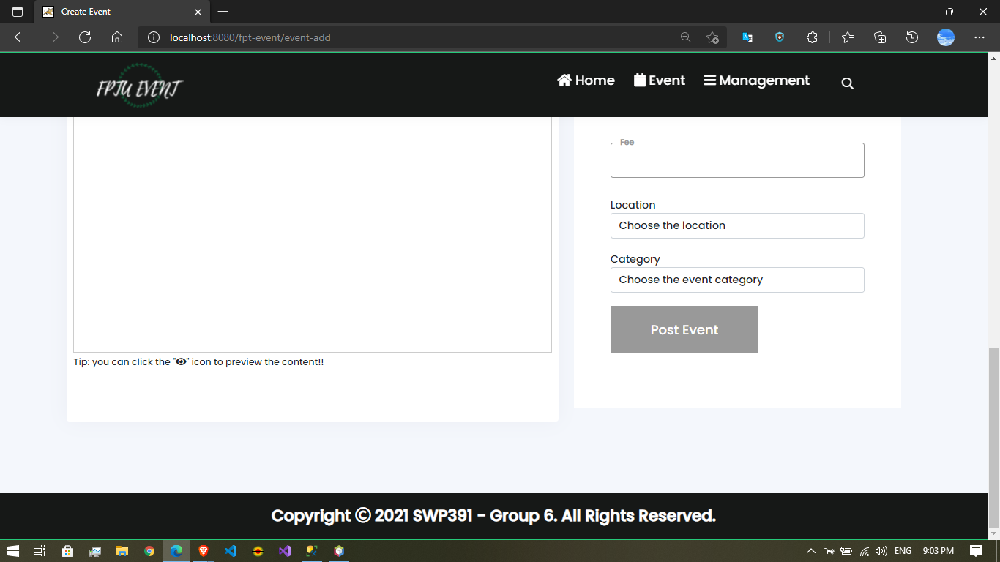 Create Event
localhost:8080/fpt-event/event-add
FPTU EVENT
Home
Event
Management
Fee
Location
Choose the location
Category
Choose the event category
Post Event
Tip: you can click the "" icon to preview the content!!
Copyright © 2021 SWP391 - Group 6. All Rights Reserved.
ENG
9:03 PM